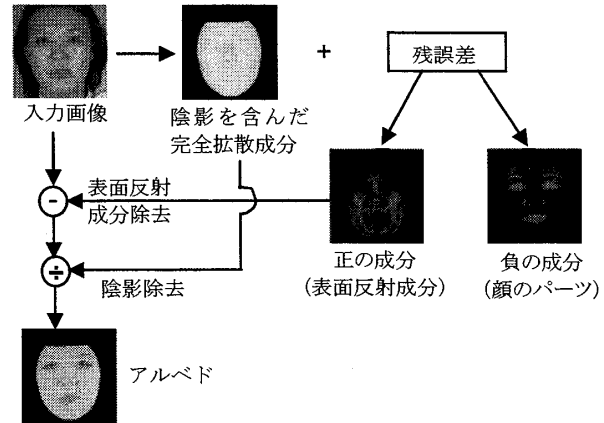 入力画像
陰影を含んだ
完全拡散成分
+
残誤差
表面反射
成分除去
-
正の成分
(表面反射成分)
負の成分
(顔のパーツ)
÷
陰影除去
アルベド